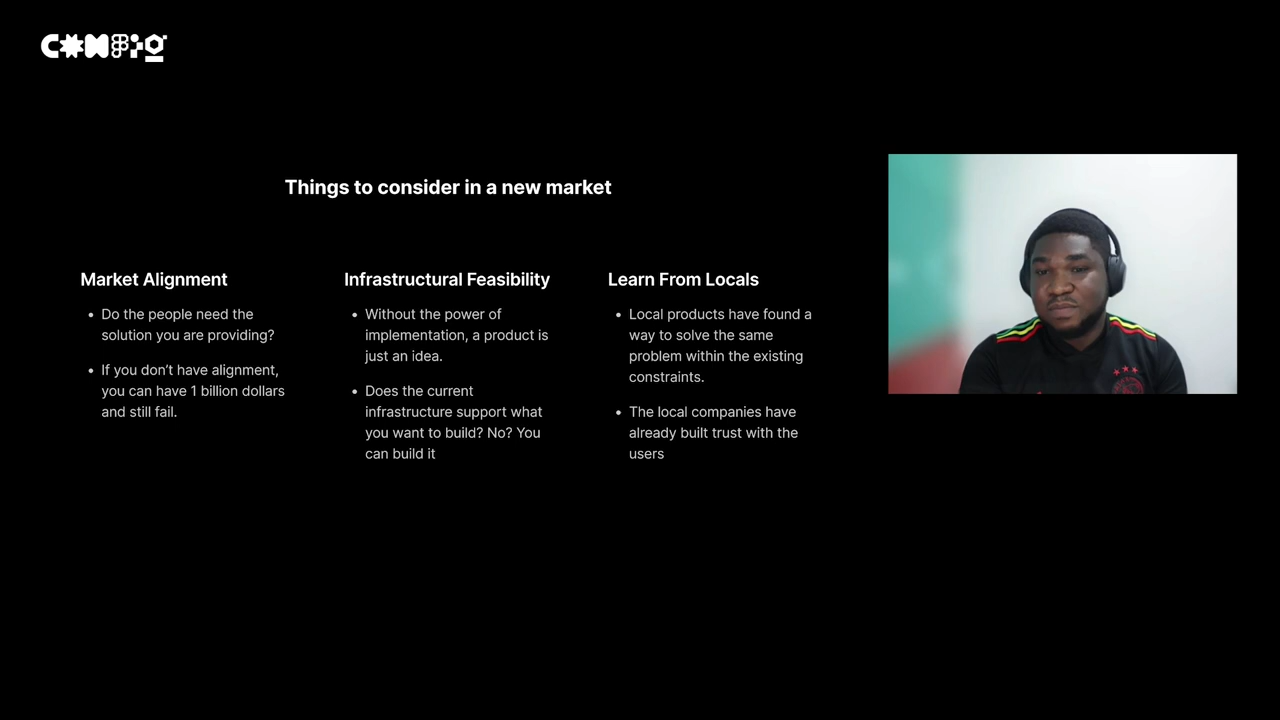 CONFIG
Things to consider in a new market
Market Alignment
Do the people need the
solution you are providing?
If you don’t have alignment,
you can have 1 billion dollars
and still fail.
Infrastructural Feasibility
Without the power of
implementation, a product is
just an idea.
Does the current
infrastructure support what
you want to build? No? You
can build it
Learn From Locals
Local products have found a
way to solve the same
problem within the existing
constraints.
The local companies have
already built trust with the
users